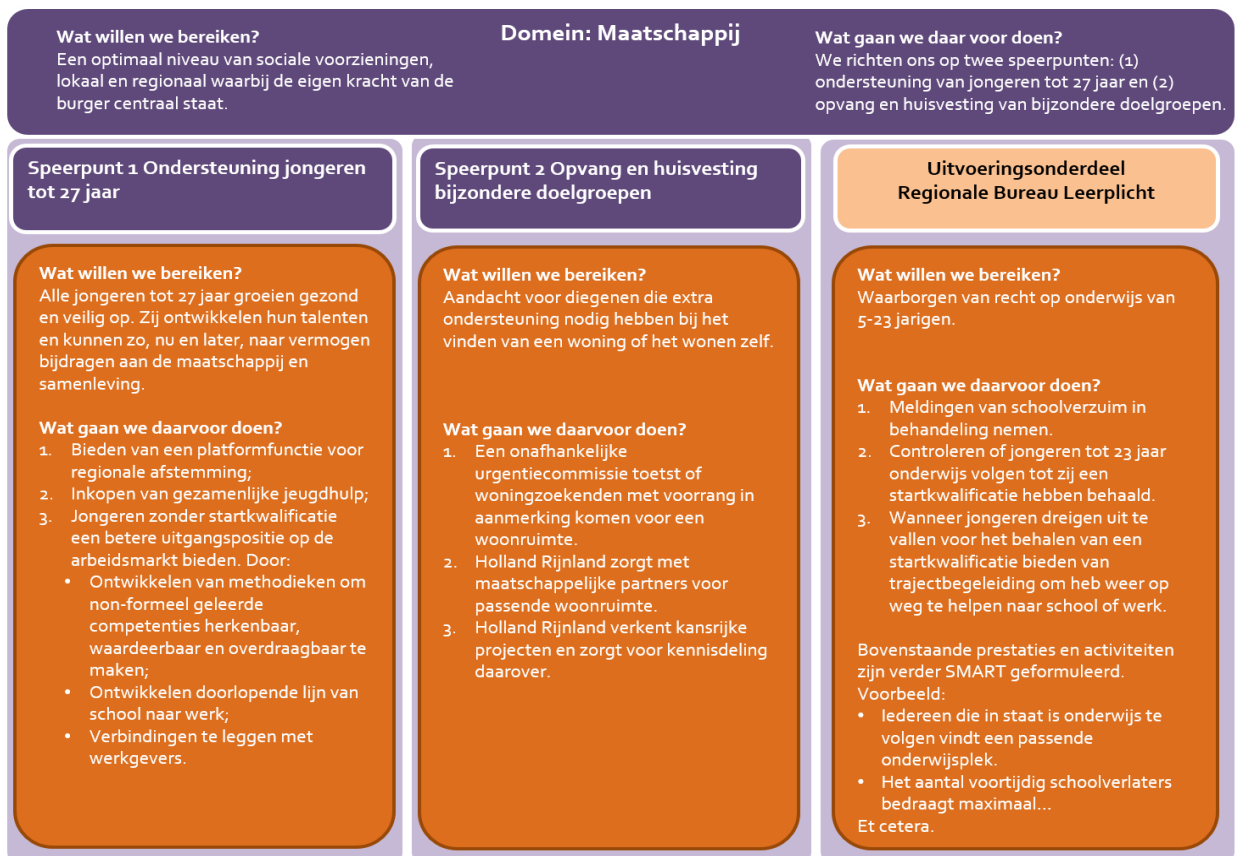 Domein: Maatschappij
Wat willen we bereiken?
Een optimaal niveau van sociale voorzieningen,
lokaal en regionaal waarbij de eigen kracht van de
burger centraal staat.
Wat gaan we daar voor doen?
We richten ons op twee speerpunten: (1)
ondersteuning van jongeren tot 27 jaar en (2)
opvang en huisvesting van bijzondere doelgroepen.
Speerpunt 1 Ondersteuning jongeren
tot 27 jaar
Wat willen we bereiken?
Alle jongeren tot 27 jaar groeien gezond
en veilig op. Zij ontwikkelen hun talenten
en kunnen zo, nu en later, naar vermogen
bijdragen aan de maatschappij en
samenleving.
Wat gaan we daarvoor doen?
1. Bieden van een platformfunctie voor
regionale afstemming;
2. Inkopen van gezamenlijke jeugdhulp;
3. Jongeren zonder startkwalificatie
een betere uitgangspositie op de
arbeidsmarkt bieden. Door:
• Ontwikkelen van methodieken om
non-formeel geleerde
competenties herkenbaar,
waardeerbaar en overdraagbaar te
maken;
• Ontwikkelen doorlopende lijn van
school naar werk;
• Verbindingen te leggen met
werkgevers.
Speerpunt 2 Opvang en huisvesting
bijzondere doelgroepen
Wat willen we bereiken?
Aandacht voor diegenen die extra
ondersteuning nodig hebben bij het
vinden van een woning of het wonen zelf.
Wat gaan we daarvoor doen?
1. Een onafhankelijke
urgentiecommissie toetst of
woningzoekenden met voorrang in
aanmerking komen voor een
woonruimte.
2. Holland Rijnland zorgt met
maatschappelijke partners voor
passende woonruimte.
3. Holland Rijnland verkent kansrijke
projecten en zorgt voor kennisdeling
daarover.
Uitvoeringsonderdeel
Regionale Bureau Leerplicht
Wat willen we bereiken?
Waarborgen van recht op onderwijs van
5-23 jarigen.
Wat gaan we daarvoor doen?
1. Meldingen van schoolverzuim in
behandeling nemen.
2. Controleren of jongeren tot 23 jaar
onderwijs volgen tot zij een
startkwalificatie hebben behaald.
3. Wanneer jongeren dreigen uit te
vallen voor het behalen van een
startkwalificatie bieden van
trajectbegeleiding om heb weer op
weg te helpen naar school of werk.
Bovenstaande prestaties en activiteiten
zijn verder SMART geformuleerd.
Voorbeeld:
• Iedereen die in staat is onderwijs te
volgen vindt een passende
onderwijsplek.
• Het aantal voortijdig schoolverlaters
bedraagt maximaal...
Et cetera.